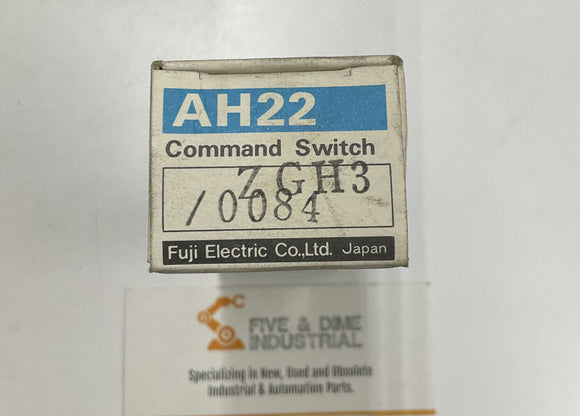 AH22
Command Switch
ZGH3
/0084
Fuji Electric Co.,Ltd. Japan
FIVE & DIME
INDUSTRIAL
Specializing in New, Used and Obsolete
Industrial & Automation Parts.